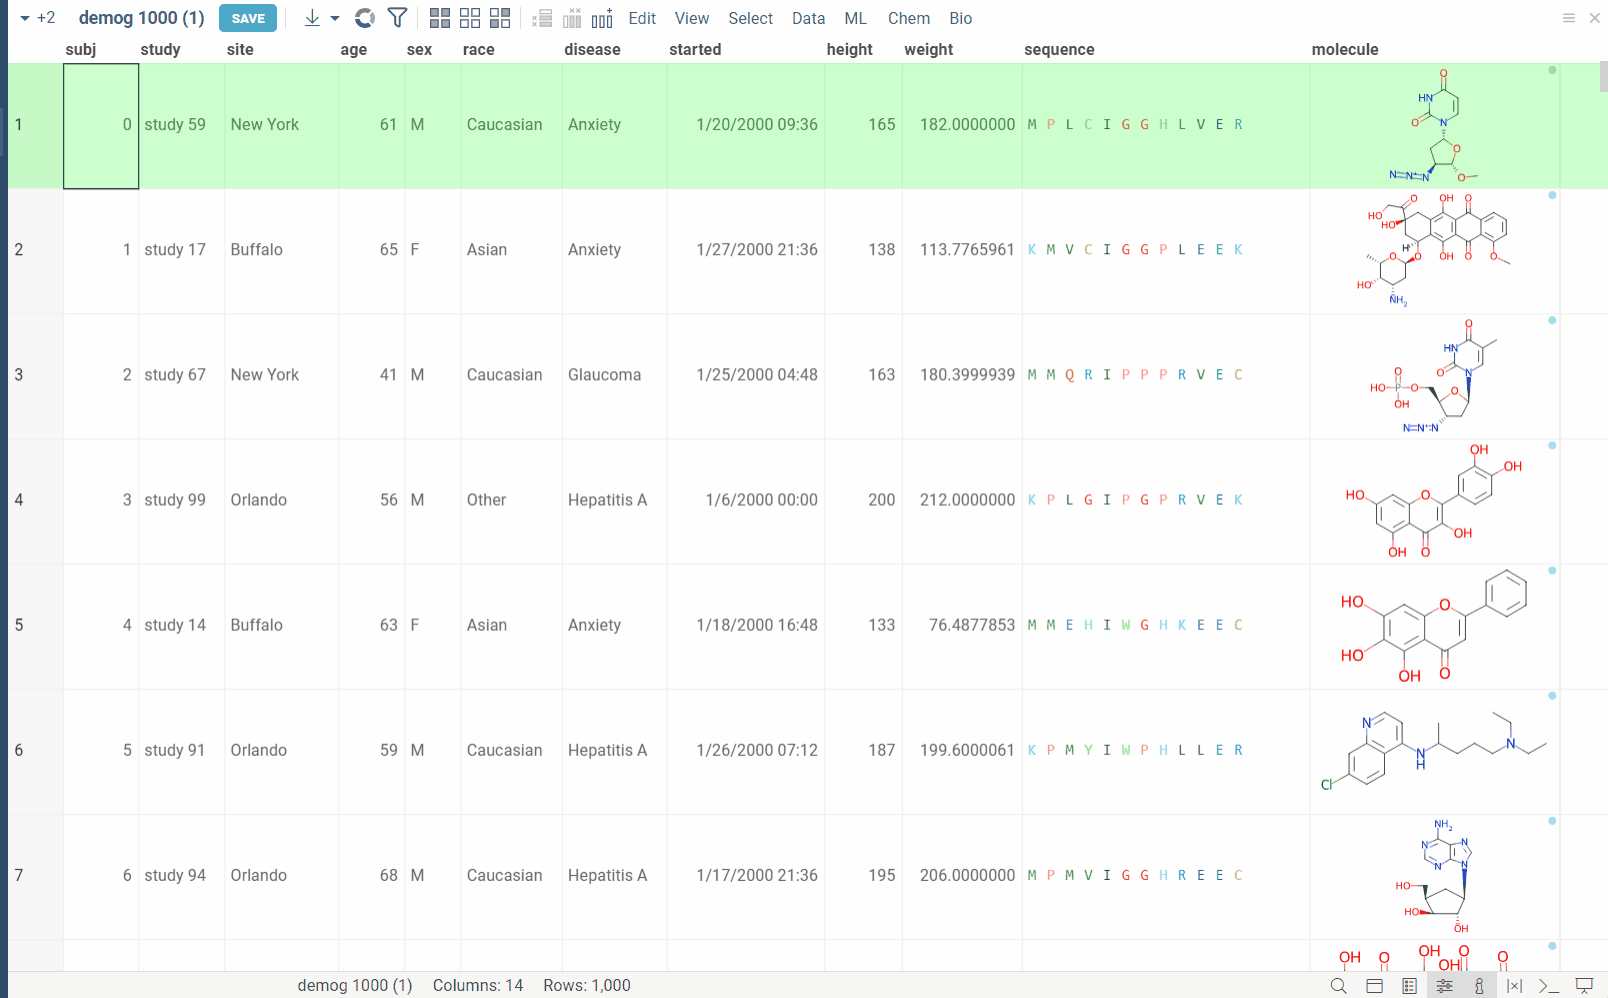 +2 demog 1000 (1) SAVE Edit View Select Data ML Chem Bio
subj study site age sex race disease started height weight sequence molecule
1 0 study 59 New York 61 M Caucasian Anxiety 1/20/2000 09:36 165 182.0000000 M P L C I G G H L V E R
O HN O N O N=N+=N O
2 1 study 17 Buffalo 65 F Asian Anxiety 1/27/2000 21:36 138 113.7765961 K M V C I G G P L E E K
O OH O HO HO H O OH O O O HO NH2
3 2 study 67 New York 41 M Caucasian Glaucoma 1/25/2000 04:48 163 180.3999939 M M Q R I P P P R V E C
O HN O N O HO P O O OH N=N+=N
4 3 study 99 Orlando 56 M Other Hepatitis A 1/6/2000 00:00 200 212.0000000 K P L G I P G P R V E K
OH OH HO O OH OH O
5 4 study 14 Buffalo 63 F Asian Anxiety 1/18/2000 16:48 133 76.4877853 M M E H I W G H K E E C
HO O HO OH O
6 5 study 91 Orlando 59 M Caucasian Hepatitis A 1/26/2000 07:12 187 199.6000061 K P M Y I W P H L L E R
N N H N Cl
7 6 study 94 Orlando 68 M Caucasian Hepatitis A 1/17/2000 21:36 195 206.0000000 M P M V I G G H R E E C
NH2 N N N N HO HO OH
OH O OH OH O O
demog 1000 (1) Columns: 14 Rows: 1,000